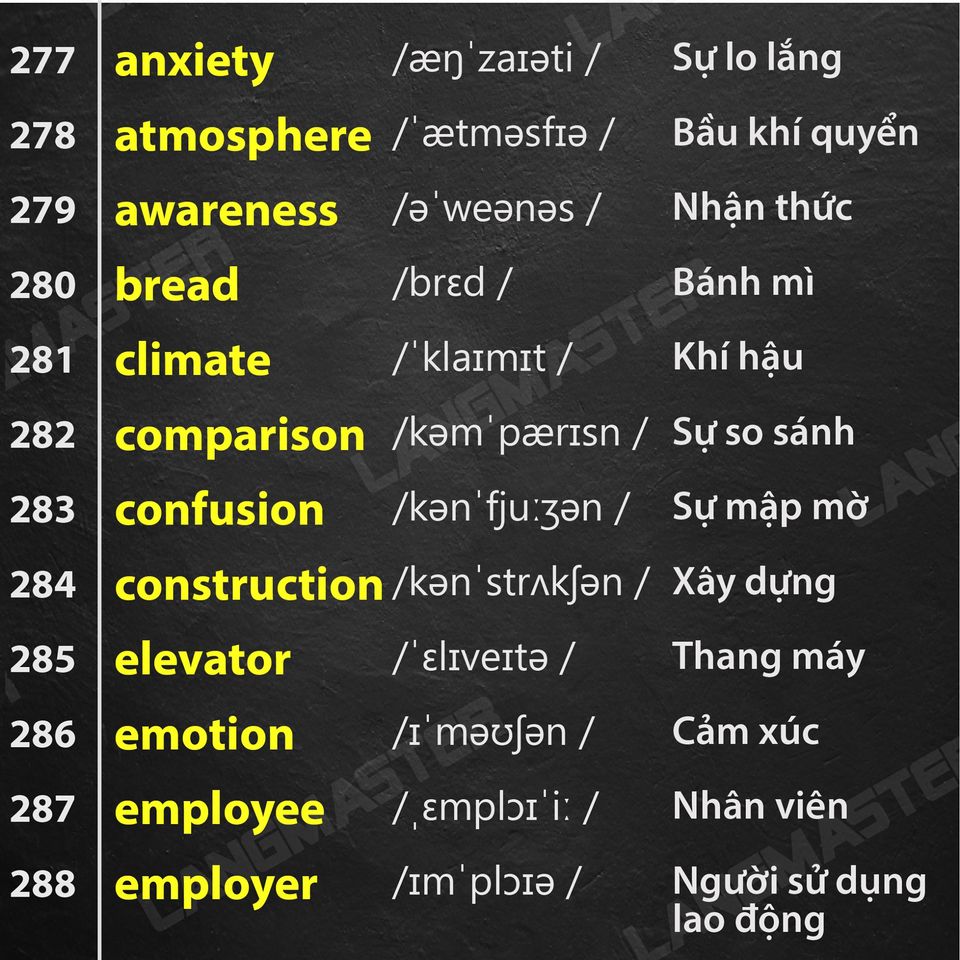 277 anxiety /æŋˈzaɪəti / Sự lo lắng
278 atmosphere /ˈætməsfɪə / Bầu khí quyển
279 awareness /əˈweənəs / Nhận thức
280 bread /brɛd / Bánh mì
281 climate /ˈklaɪmɪt / Khí hậu
282 comparison /kəmˈpærɪsn / Sự so sánh
283 confusion /kənˈfjuːʒən / Sự mập mờ
284 construction /kənˈstrʌkʃən / Xây dựng
285 elevator /ˈɛlɪveɪtə / Thang máy
286 emotion /ɪˈməʊʃən / Cảm xúc
287 employee /ˌɛmplɔɪˈiː / Nhân viên
288 employer /ɪmˈplɔɪə / Người sử dụng
lao động
LANGMASTER
LANGMASTER
LANGMASTER
LANGMASTER